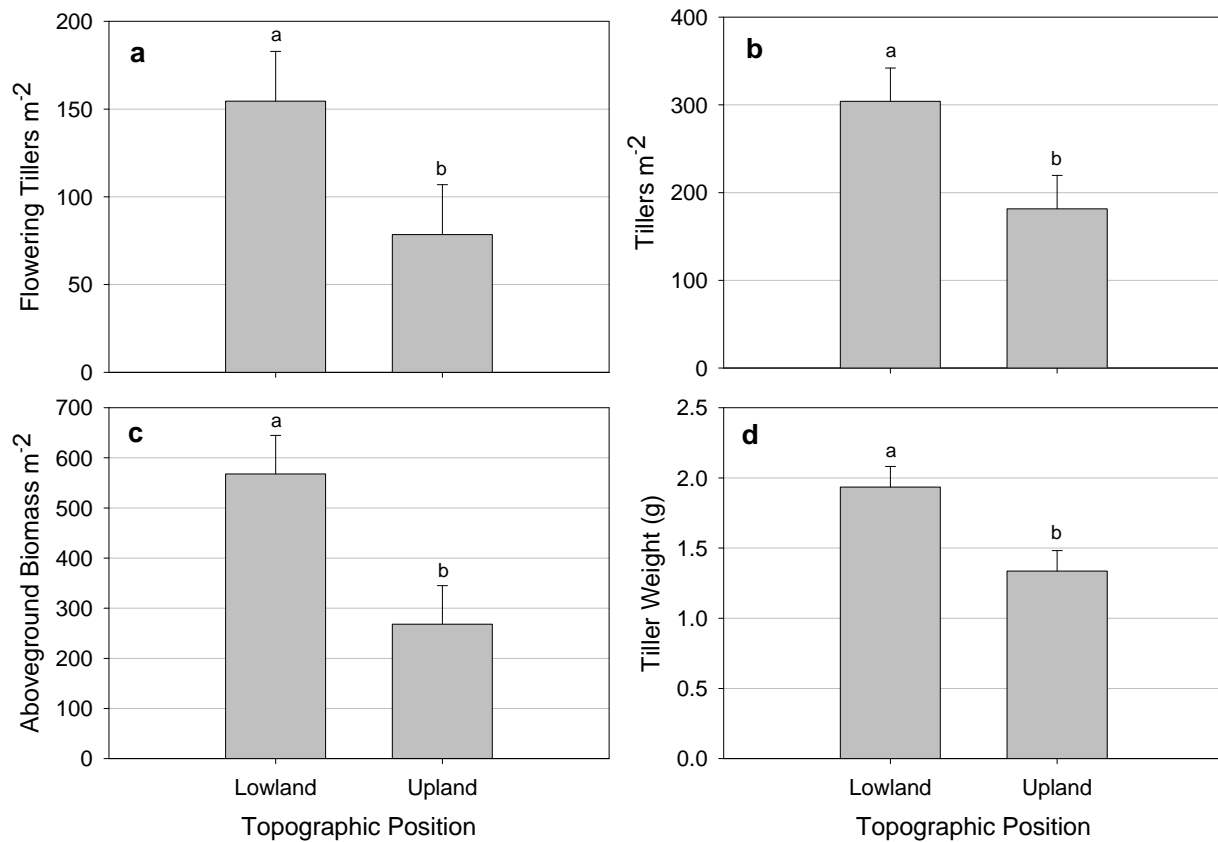 a
Flowering Tillers m-2
200
150
100
50
0
a
b
b
Tillers m-2
400
300
200
100
0
a
b
c
Aboveground Biomass m-2
700
600
500
400
300
200
100
0
a
b
Lowland Upland
Topographic Position
d
Tiller Weight (g)
2.5
2.0
1.5
1.0
0.5
0.0
a
b
Lowland Upland
Topographic Position